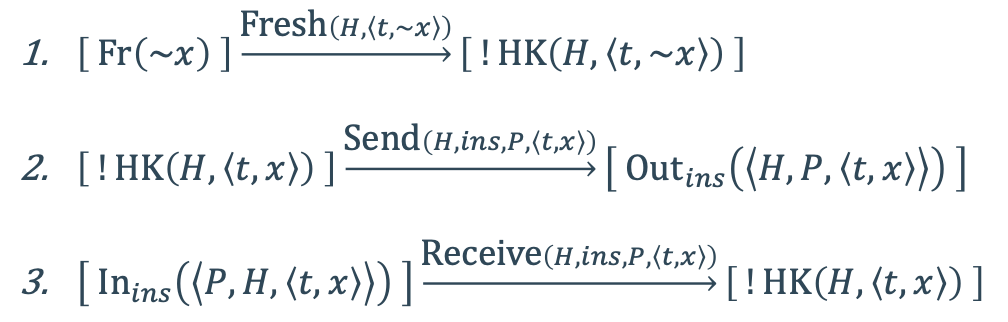 1. [ Fr(~x) ] Fresh(H,⟨t,~x⟩) [ ! HK(H, ⟨t, ~x⟩) ]
2. [ ! HK(H, ⟨t, x⟩) ] Send(H,ins,P,⟨t,x⟩) [ Out_ins(⟨H, P, ⟨t, x⟩⟩) ]
3. [ In_ins(⟨P, H, ⟨t, x⟩⟩) ] Receive(H,ins,P,⟨t,x⟩) [ ! HK(H, ⟨t, x⟩) ]